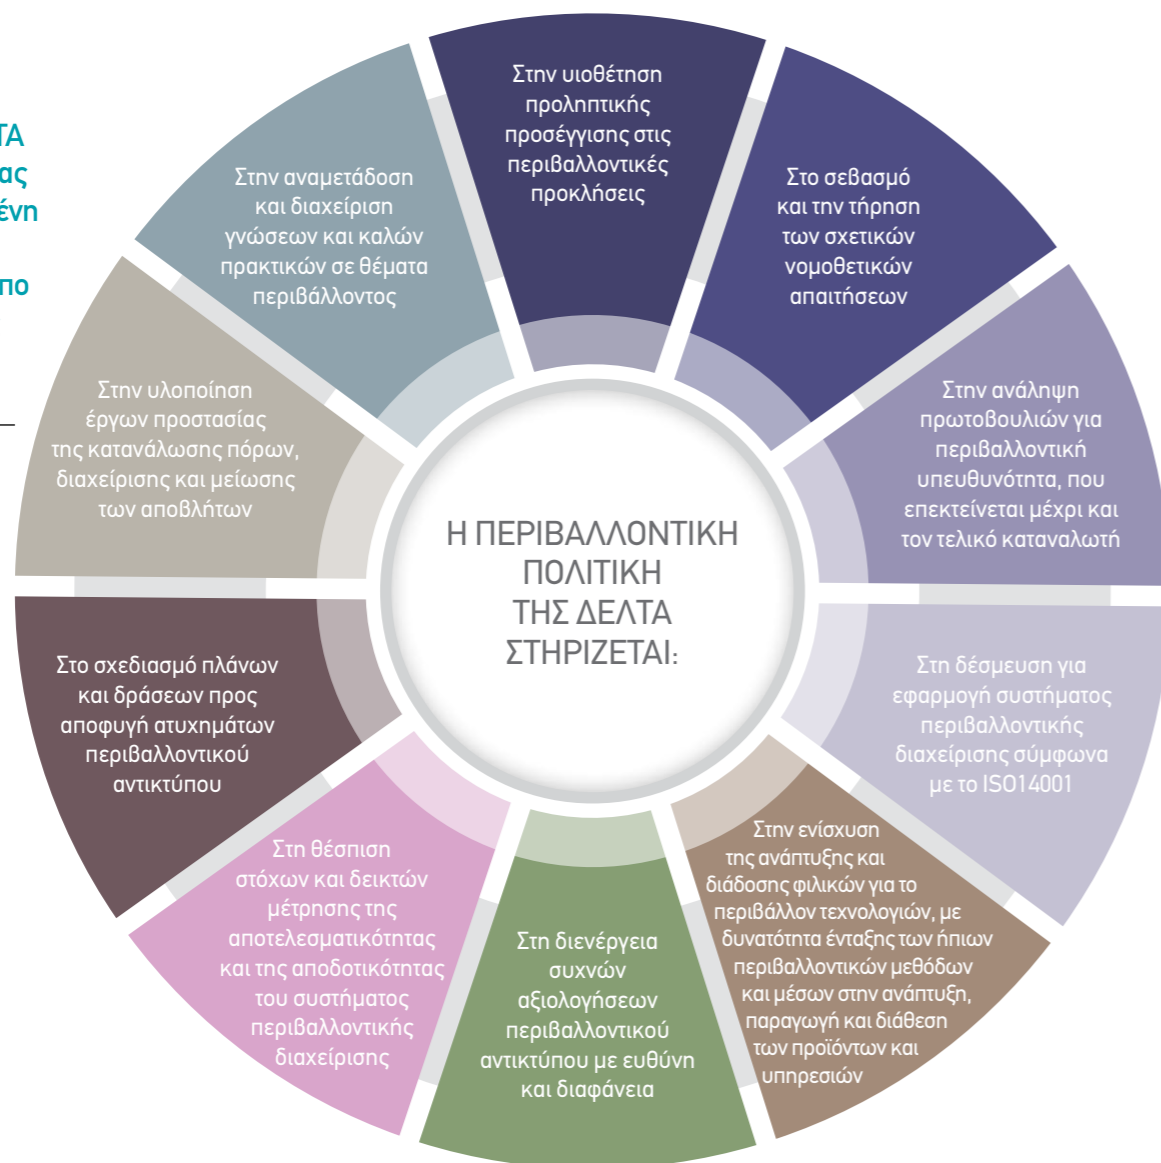 ΤΑ
ας
ένη
πο
Η ΠΕΡΙΒΑΛΛΟΝΤΙΚΗ
ΠΟΛΙΤΙΚΗ
ΤΗΣ ΔΕΛΤΑ
ΣΤΗΡΙΖΕΤΑΙ:
Στην υιοθέτηση
προληπτικής
προσέγγισης στις
περιβαλλοντικές
προκλήσεις
Στο σεβασμό
και την τήρηση
των σχετικών
νομοθετικών
απαιτήσεων
Στην ανάληψη
πρωτοβουλιών για
περιβαλλοντική
υπευθυνότητα, που
επεκτείνεται μέχρι και
τον τελικό καταναλωτή
Στη δέσμευση για
εφαρμογή συστήματος
περιβαλλοντικής
διαχείρισης σύμφωνα
με το ISO14001
Στην ενίσχυση
της ανάπτυξης και
διάδοσης φιλικών για το
περιβάλλον τεχνολογιών, με
δυνατότητα ένταξης των ήπιων
περιβαλλοντικών μεθόδων
και μέσων στην ανάπτυξη,
παραγωγή και διάθεση
των προϊόντων και
υπηρεσιών
Στη διενέργεια
συχνών
αξιολογήσεων
περιβαλλοντικού
αντικτύπου με ευθύνη
και διαφάνεια
Στη θέσπιση
στόχων και δεικτών
μέτρησης της
αποτελεσματικότητας
και της αποδοτικότητας
του συστήματος
περιβαλλοντικής
διαχείρισης
Στο σχεδιασμό πλάνων
και δράσεων προς
αποφυγή ατυχημάτων
περιβαλλοντικού
αντικτύπου
Στην υλοποίηση
έργων προστασίας
της κατανάλωσης πόρων,
διαχείρισης και μείωσης
των αποβλήτων
Στην αναμετάδοση
και διαχείριση
γνώσεων και καλών
πρακτικών σε θέματα
περιβάλλοντος